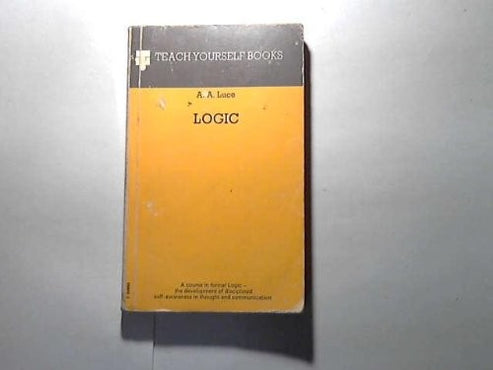 TEACH YOURSELF BOOKS
A. A. Luce
LOGIC
A course in formal Logic –
the development of disciplined
self-awareness in thought and communication